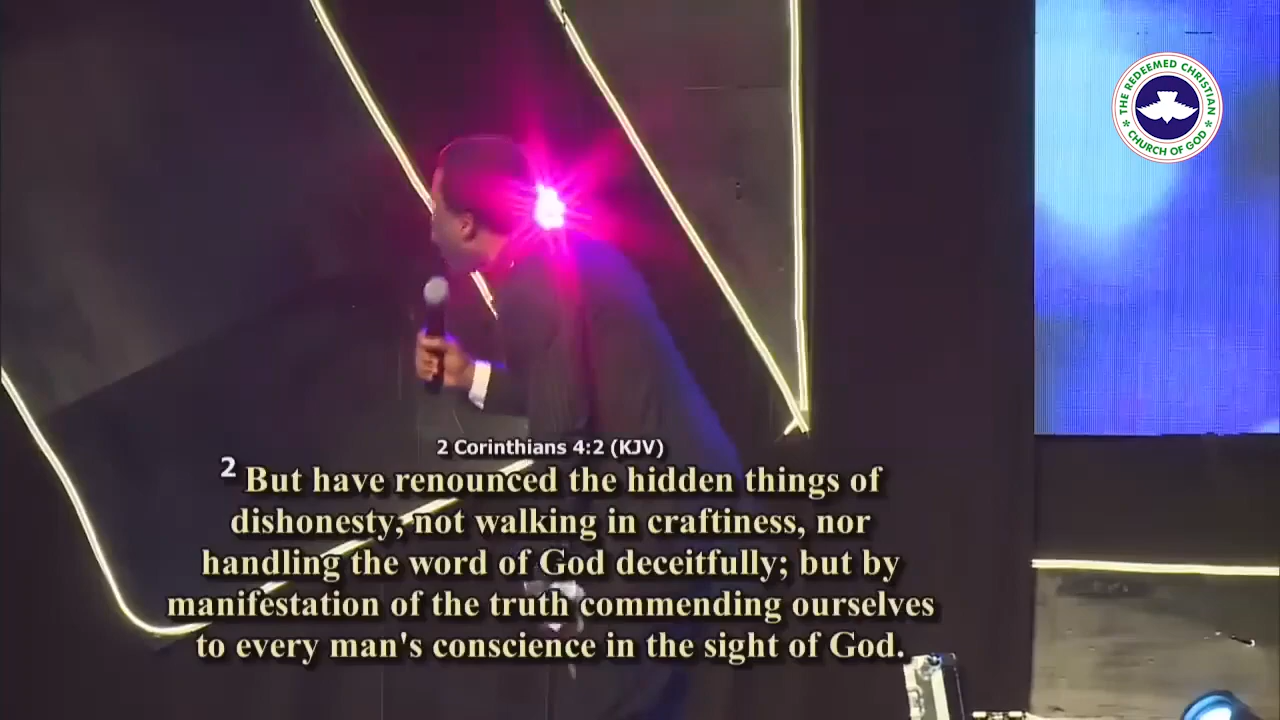 THE REDEEMED CHRISTIAN
CHURCH OF GOD
2 Corinthians 4:2 (KJV)
2 But have renounced the hidden things of
dishonesty, not walking in craftiness, nor
handling the word of God deceitfully; but by
manifestation of the truth commending ourselves
to every man's conscience in the sight of God.